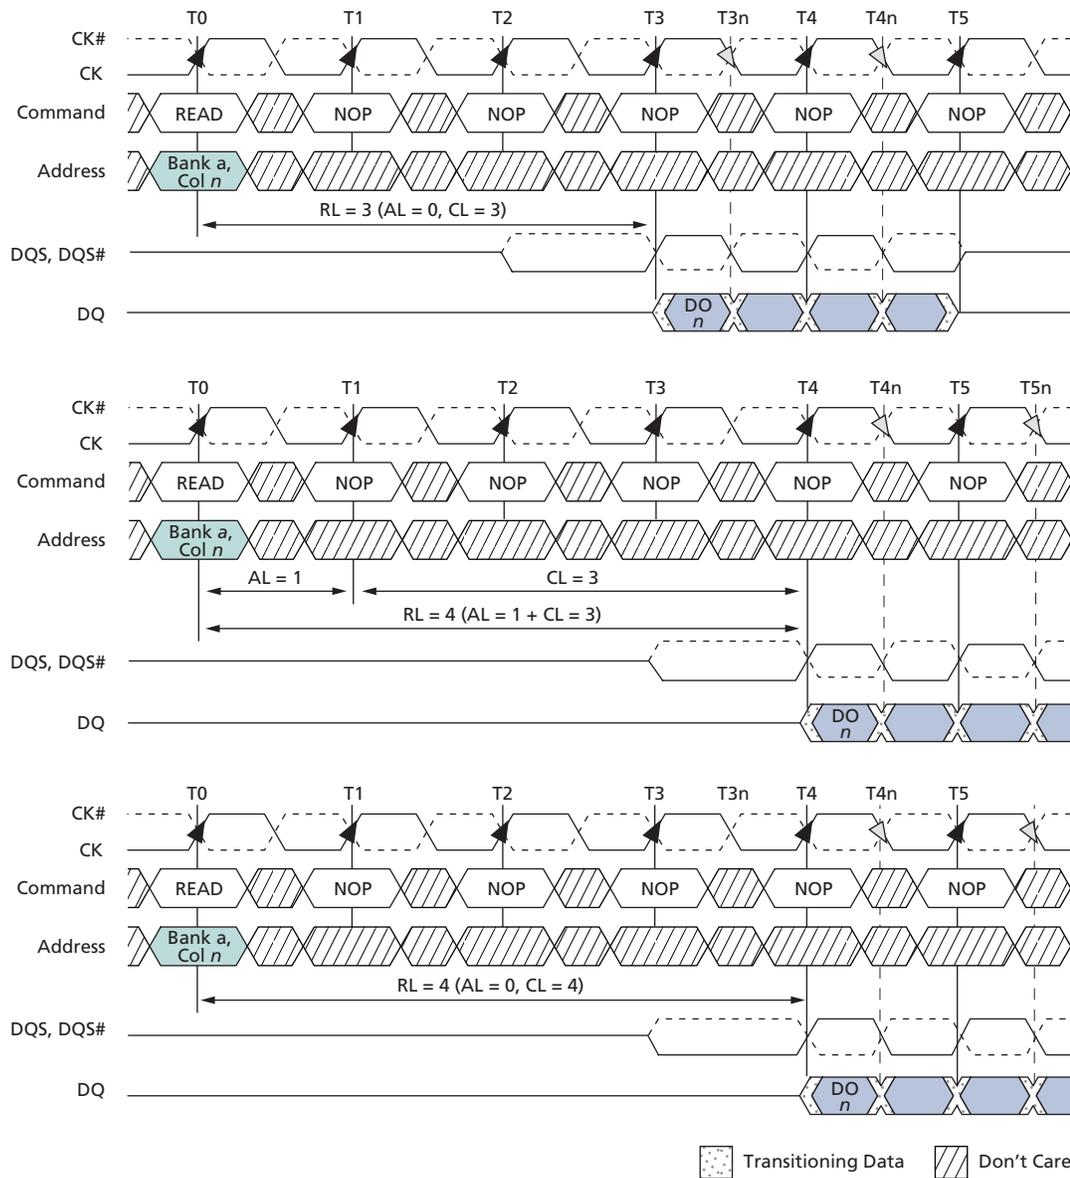 T0 T1 T2 T3 T3n T4 T4n T5
CK#
CK
Command READ NOP NOP NOP NOP NOP
Address Bank a,
Col n
RL = 3 (AL = 0, CL = 3)
DQS, DQS#
DQ DO
n
T0 T1 T2 T3 T4 T4n T5 T5n
CK#
CK
Command READ NOP NOP NOP NOP NOP
Address Bank a,
Col n
AL = 1 CL = 3
RL = 4 (AL = 1 + CL = 3)
DQS, DQS#
DQ DO
n
T0 T1 T2 T3 T3n T4 T4n T5
CK#
CK
Command READ NOP NOP NOP NOP NOP
Address Bank a,
Col n
RL = 4 (AL = 0, CL = 4)
DQS, DQS#
DQ DO
n
Transitioning Data Don't Care